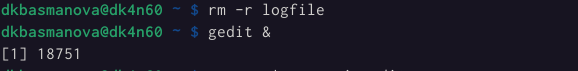 dkbasmanova@dk4n60 ~ $ rm -r logfile
dkbasmanova@dk4n60 ~ $ gedit &
[1] 18751